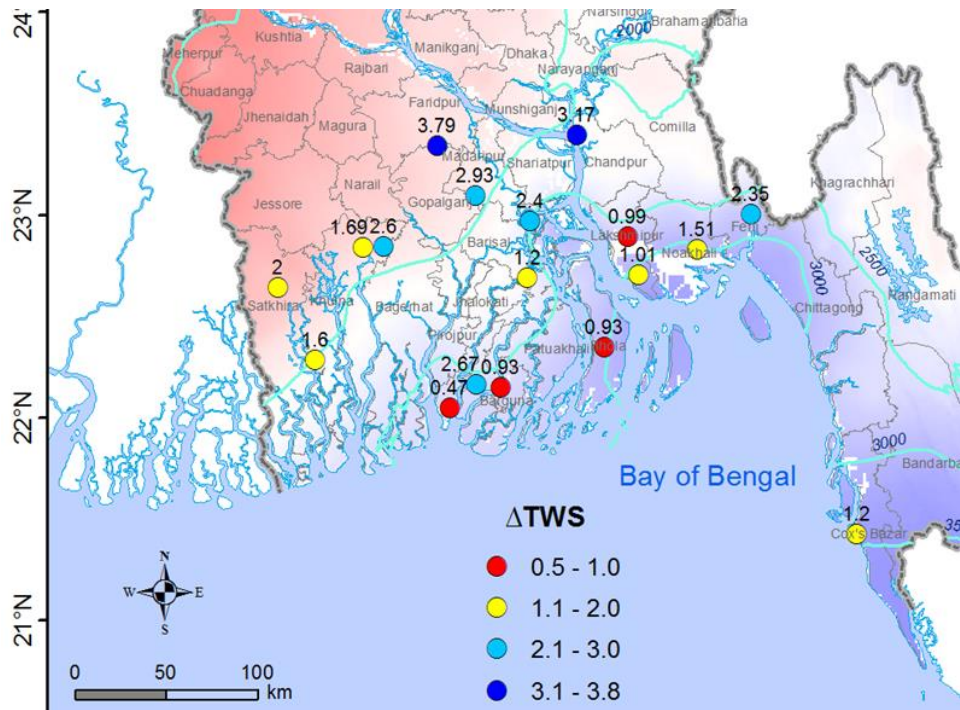 24°
Narsingdi
Brahamanbaria
Kushtia
2000
Meherpur
Manikganj
Dhaka
Rajbari
Narayanganj
Chuadanga
Faridpur
Munshiganj
Jhenaidah
3.17
Magura
3.79
Comilla
Madaripur
Shariatpur
Chandpur
Khagrachhari
2.93
23°N
Narail
2.4
2.35
Jessore
Gopalganj
0.99
1.69
2.6
Lakshmipur
1.51
Feni
2500
Barisal
Noakhali
1.2
1.01
3000
2
Satkhira
Khulna
Bagerhat
Jhalokati
Chittagong
Rangamati
1.6
Pirojpur
0.93
Patuakhali
Bhola
2.67
0.93
0.47
Barguna
22°N
3000
Bandarba
Bay of Bengal
1.2
Cox's Bazar
35
ΔTWS
N
0.5 - 1.0
W E
S
1.1 - 2.0
21°N
2.1 - 3.0
0 50 100
km
3.1 - 3.8